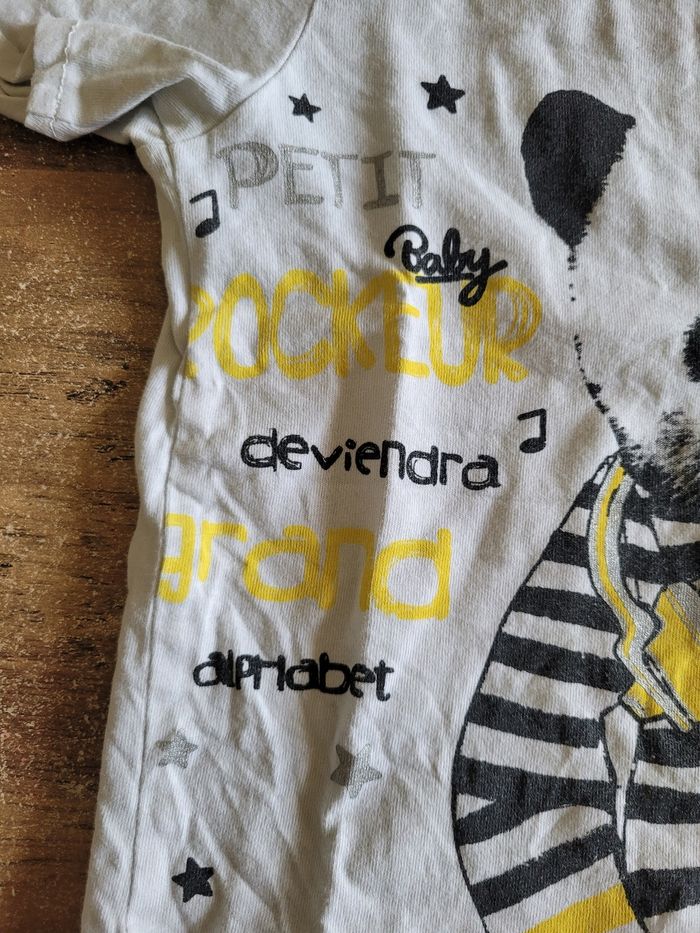 PETIT
Baby
ROCKEUR
deviendra
grand
alPHabet